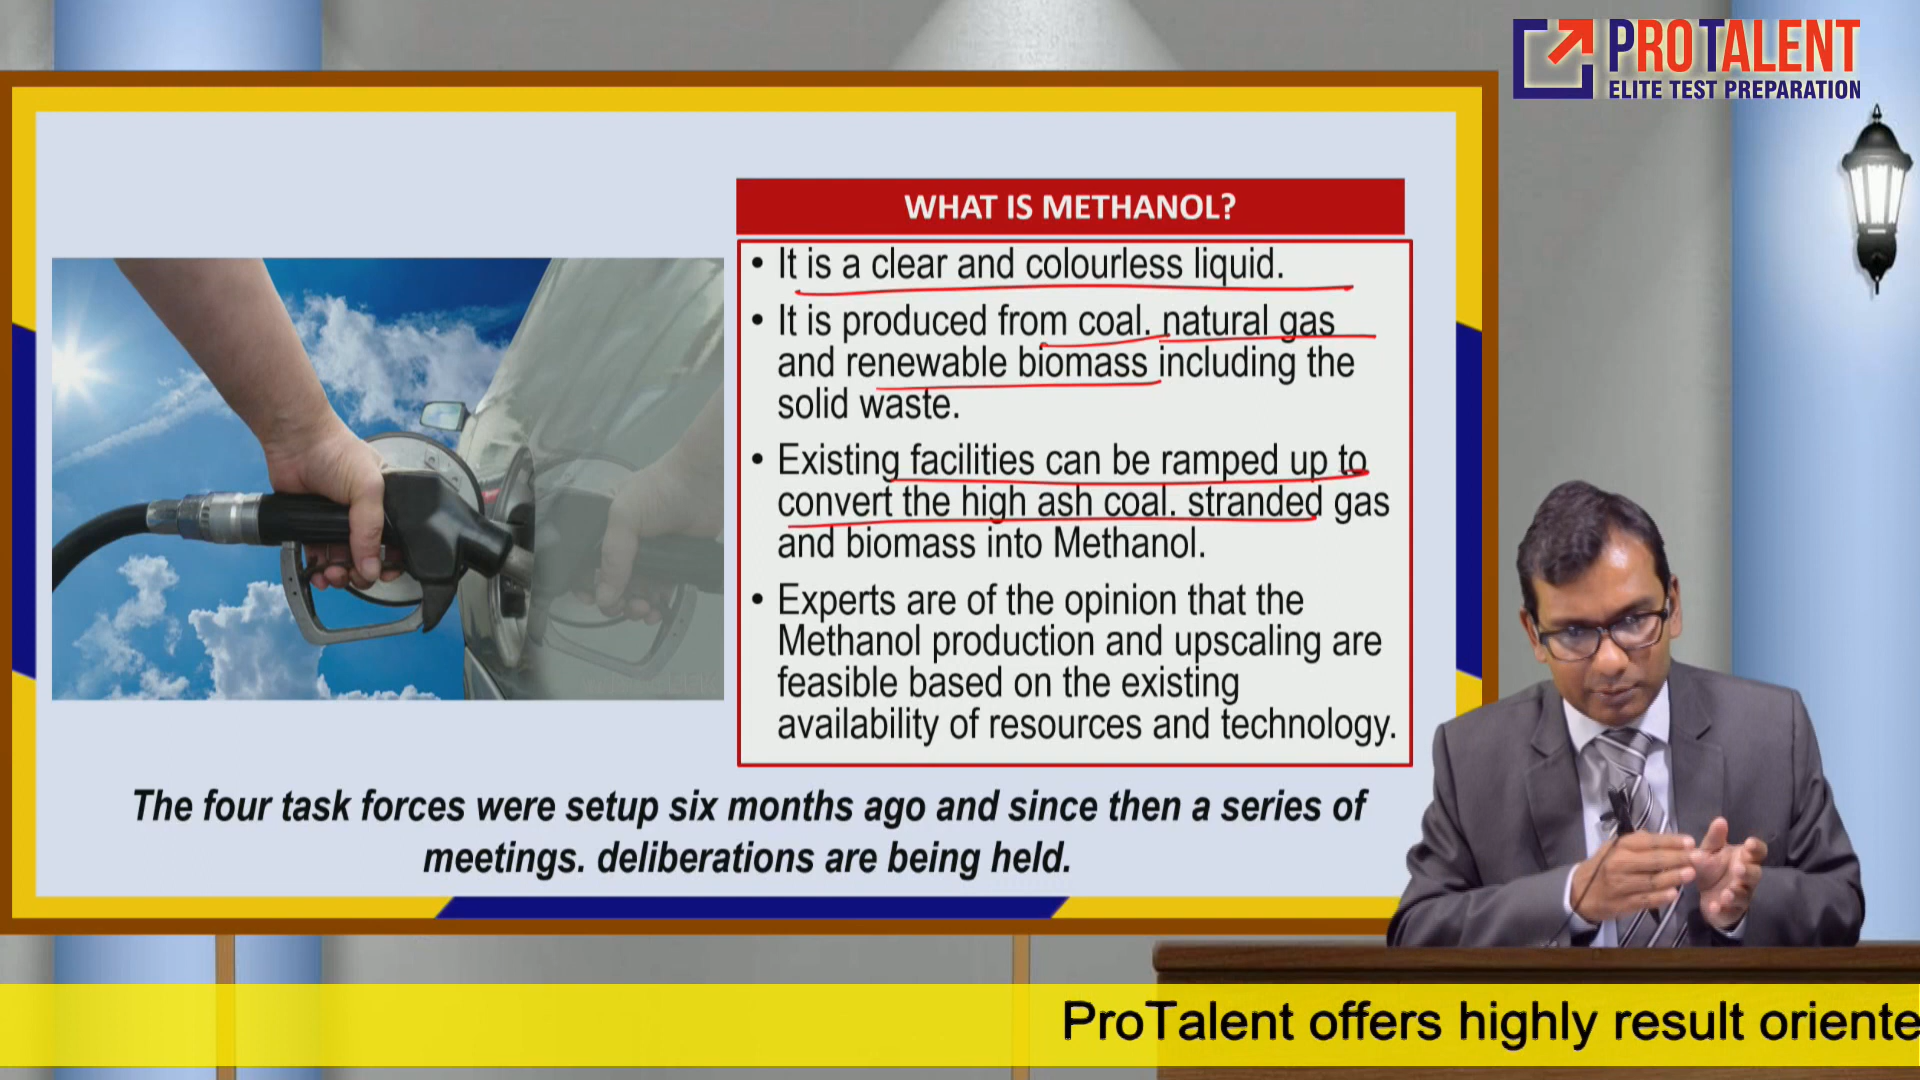 PROTALENT
ELITE TEST PREPARATION
WHAT IS METHANOL?
• It is a clear and colourless liquid.
• It is produced from coal. natural gas
and renewable biomass including the
solid waste.
• Existing facilities can be ramped up to
convert the high ash coal. stranded gas
and biomass into Methanol.
• Experts are of the opinion that the
Methanol production and upscaling are
feasible based on the existing
availability of resources and technology.
The four task forces were setup six months ago and since then a series of
meetings. deliberations are being held.
ProTalent offers highly result oriente